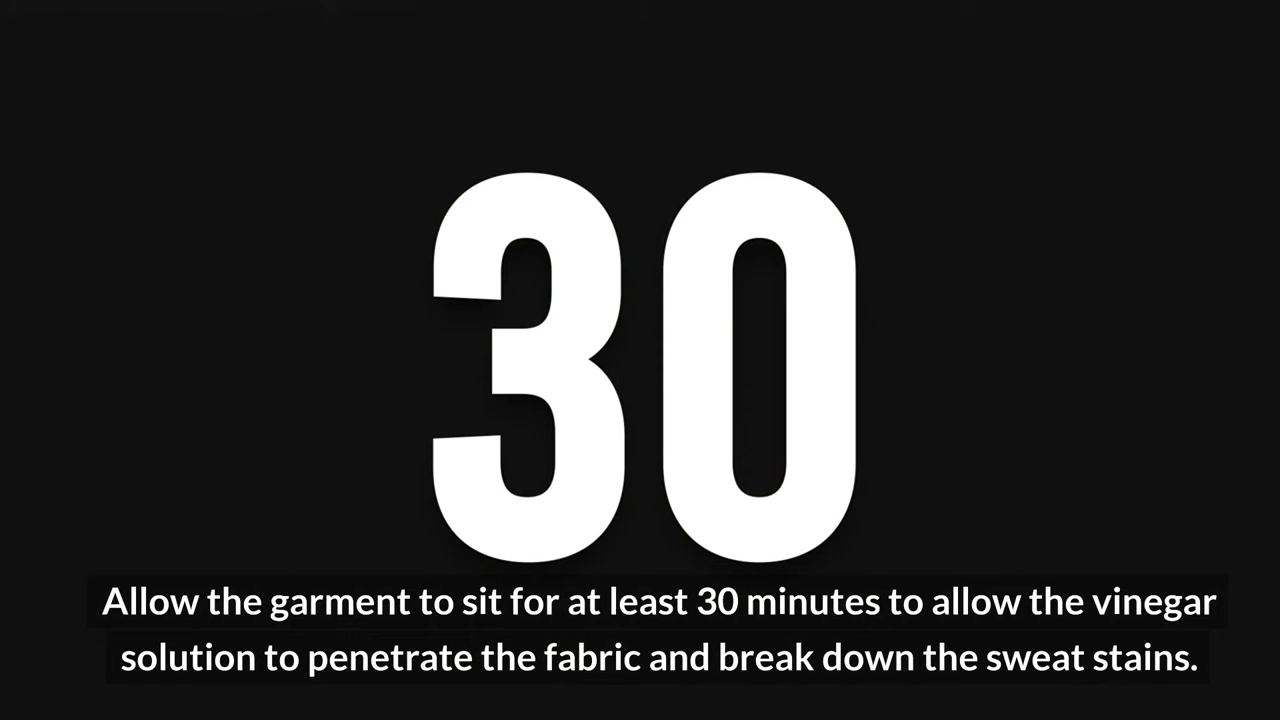 30
Allow the garment to sit for at least 30 minutes to allow the vinegar
solution to penetrate the fabric and break down the sweat stains.